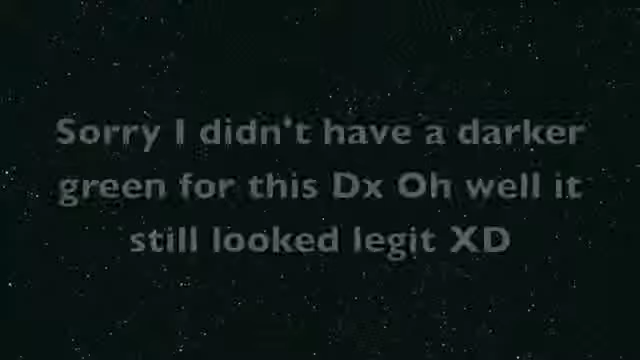 Sorry I didn't have a darker
green for this Dx Oh well it
still looked legit XD